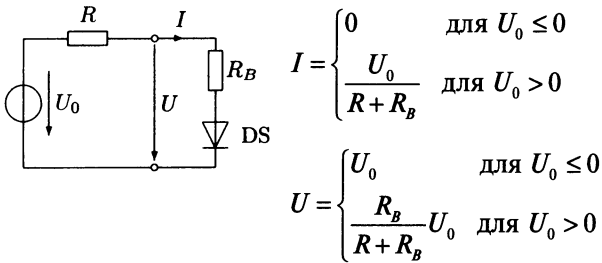 R
I
R_B
U_0
U
DS
I = { 0 для U_0 ≤ 0
U_0 / (R + R_B) для U_0 > 0
U = { U_0 для U_0 ≤ 0
R_B / (R + R_B) U_0 для U_0 > 0